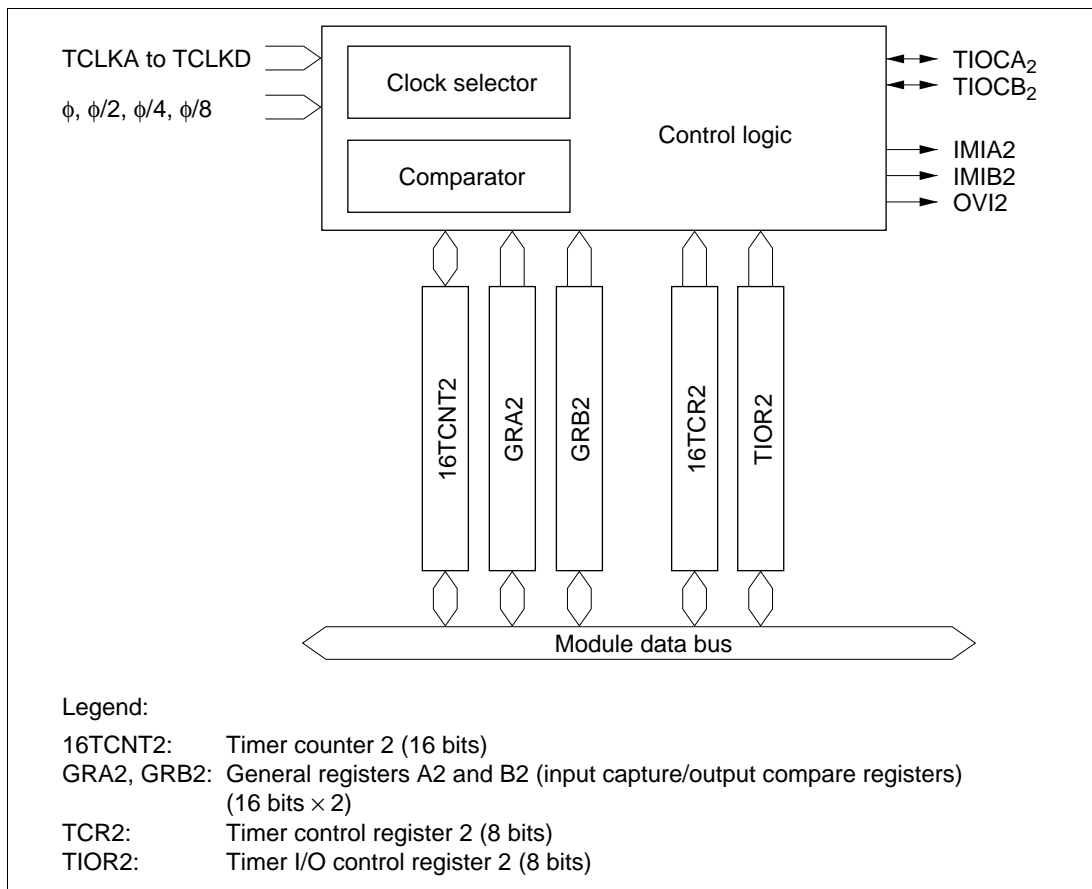 TCLKA to TCLKD
ϕ, ϕ/2, ϕ/4, ϕ/8
Clock selector
Comparator
Control logic
TIOCA₂
TIOCB₂
IMIA2
IMIB2
OVI2
16TCNT2
GRA2
GRB2
16TCR2
TIOR2
Module data bus
Legend:
16TCNT2: Timer counter 2 (16 bits)
GRA2, GRB2: General registers A2 and B2 (input capture/output compare registers)
(16 bits × 2)
TCR2: Timer control register 2 (8 bits)
TIOR2: Timer I/O control register 2 (8 bits)